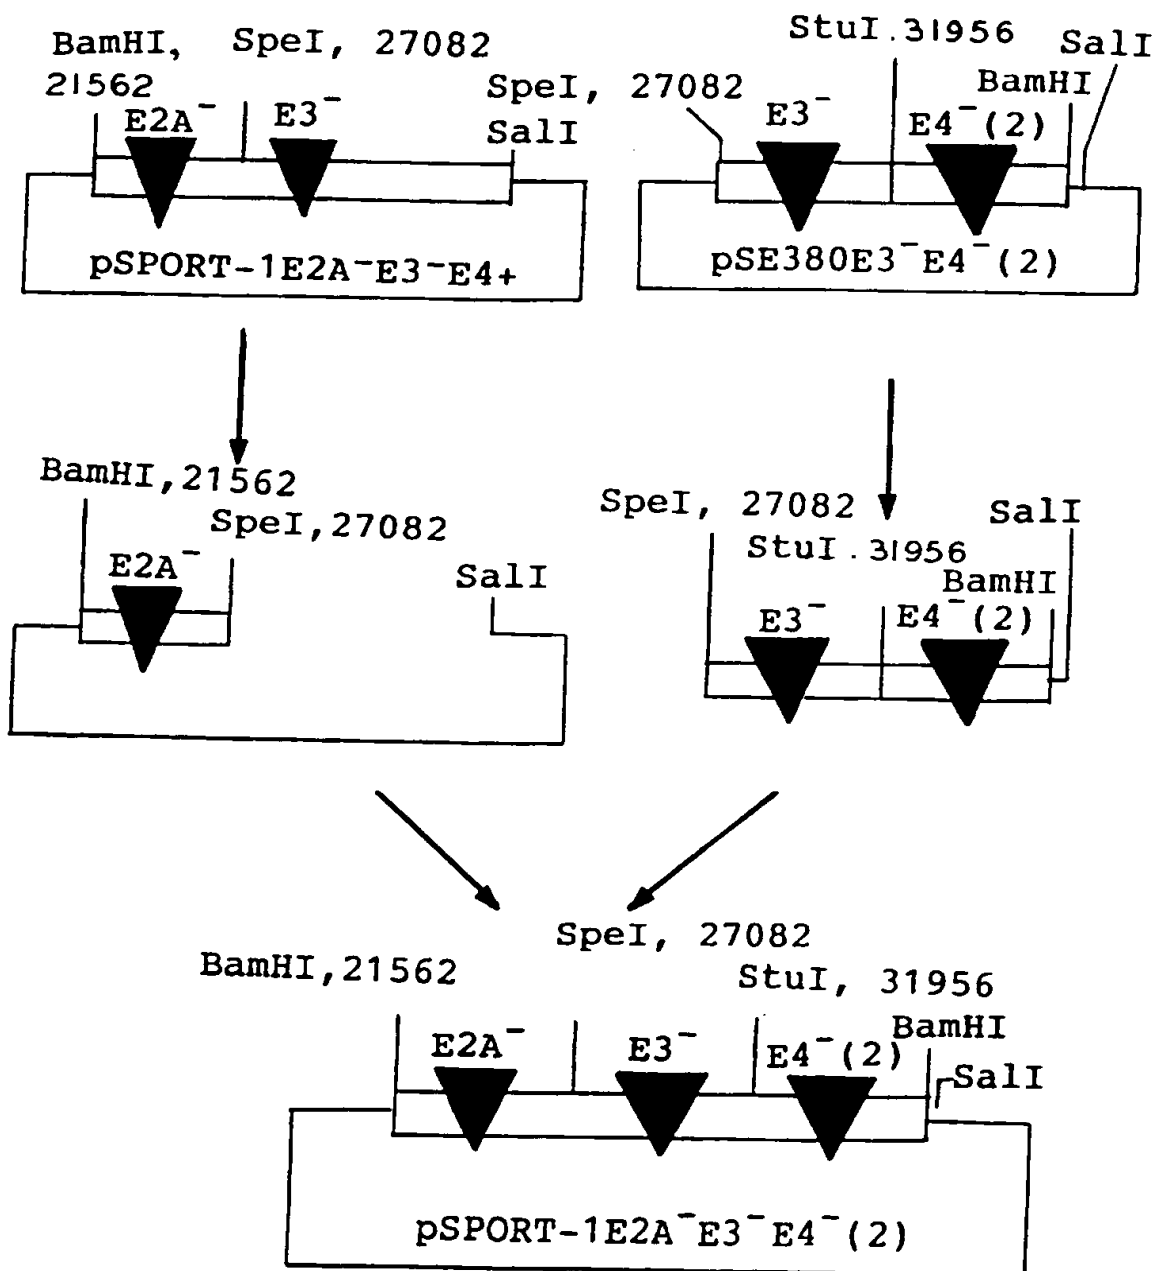 BamHI, SpeI, 27082
21562
E2A⁻ E3⁻
SpeI,
SalI
pSPORT-1E2A⁻E3⁻E4+
StuI.31956 SalI
27082 BamHI
E3⁻ E4⁻(2)
pSE380E3⁻E4⁻(2)
BamHI,21562
SpeI,27082
E2A⁻ SalI
SpeI, 27082 SalI
StuI.31956
BamHI
E3⁻ E4⁻(2)
SpeI, 27082
BamHI,21562 StuI, 31956
BamHI
E2A⁻ E3⁻ E4⁻(2)
SalI
pSPORT-1E2A⁻E3⁻E4⁻(2)